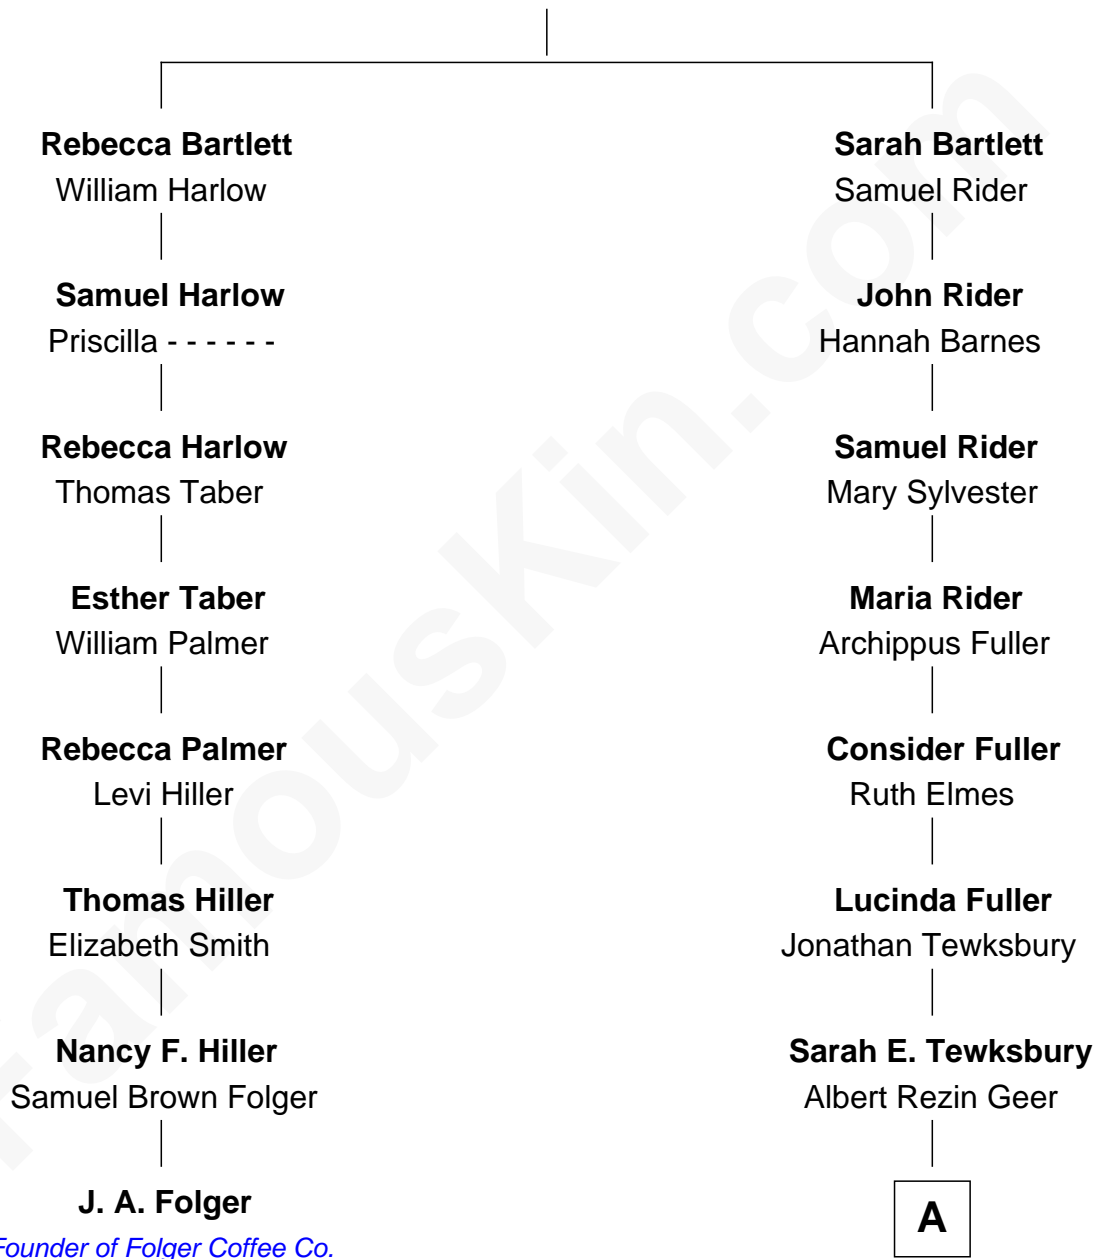 Rebecca Bartlett
William Harlow
Samuel Harlow
Priscilla - - - - - -
Rebecca Harlow
Thomas Taber
Esther Taber
William Palmer
Rebecca Palmer
Levi Hiller
Thomas Hiller
Elizabeth Smith
Nancy F. Hiller
Samuel Brown Folger
J. A. Folger
Founder of Folger Coffee Co.
Sarah Bartlett
Samuel Rider
John Rider
Hannah Barnes
Samuel Rider
Mary Sylvester
Maria Rider
Archippus Fuller
Consider Fuller
Ruth Elmes
Lucinda Fuller
Jonathan Tewksbury
Sarah E. Tewksbury
Albert Rezin Geer
A
FamousKin.com